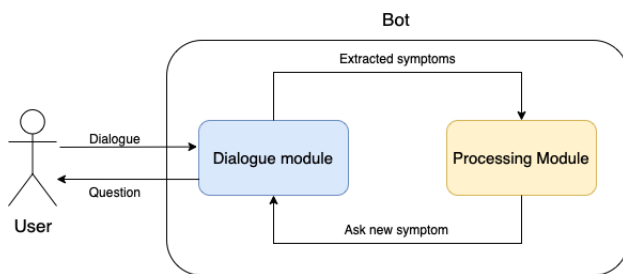 Bot
Extracted symptoms
Dialogue
Dialogue module
Processing Module
Question
User
Ask new symptom